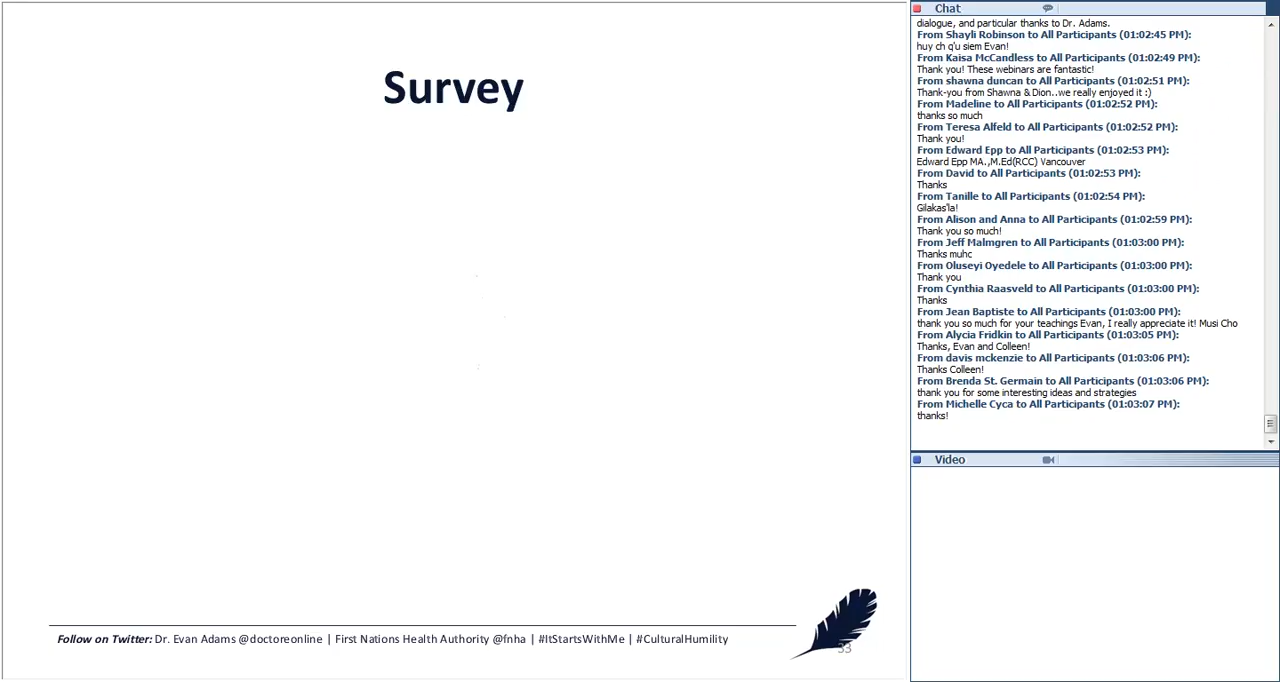 Survey
Follow on Twitter: Dr. Evan Adams @doctoreonline | First Nations Health Authority @fnha | #ItStartsWithMe | #CulturalHumility
33
Chat
dialogue, and particular thanks to Dr. Adams.
From Shayli Robinson to All Participants (01:02:45 PM):
huy ch q'u siem Evan!
From Kaisa McCandless to All Participants (01:02:49 PM):
Thank you! These webinars are fantastic!
From shawna duncan to All Participants (01:02:51 PM):
Thank-you from Shawna & Dion..we really enjoyed it :)
From Madeline to All Participants (01:02:52 PM):
thanks so much
From Teresa Alfeld to All Participants (01:02:52 PM):
Thank you!
From Edward Epp to All Participants (01:02:53 PM):
Edward Epp MA.,M.Ed(RCC) Vancouver
From David to All Participants (01:02:53 PM):
Thanks
From Tanille to All Participants (01:02:54 PM):
Gilakas'la!
From Alison and Anna to All Participants (01:02:59 PM):
Thank you so much!
From Jeff Malmgren to All Participants (01:03:00 PM):
Thanks muhc
From Oluseyi Oyedele to All Participants (01:03:00 PM):
Thank you
From Cynthia Raasveld to All Participants (01:03:00 PM):
Thanks
From Jean Baptiste to All Participants (01:03:00 PM):
thank you so much for your teachings Evan, I really appreciate it! Musi Cho
From Alycia Fridkin to All Participants (01:03:05 PM):
Thanks, Evan and Colleen!
From davis mckenzie to All Participants (01:03:06 PM):
Thanks Colleen!
From Brenda St. Germain to All Participants (01:03:06 PM):
thank you for some interesting ideas and strategies
From Michelle Cyca to All Participants (01:03:07 PM):
thanks!
Video